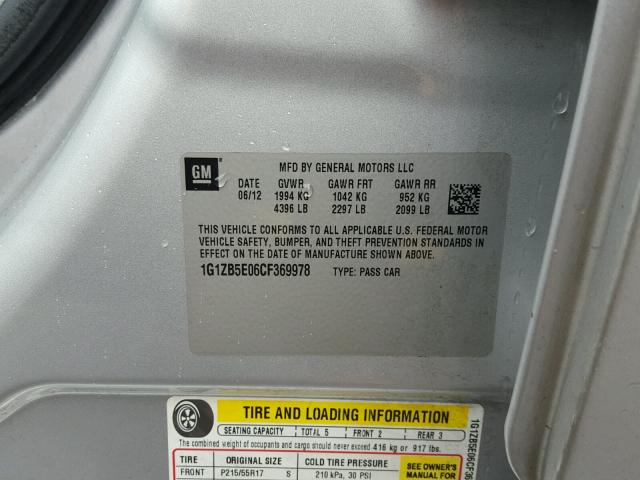 GM
MFD BY GENERAL MOTORS LLC
DATE GVWR GAWR FRT GAWR RR
06/12 1994 KG 1042 KG 952 KG
4396 LB 2297 LB 2099 LB
THIS VEHICLE CONFORMS TO ALL APPLICABLE U.S. FEDERAL MOTOR
VEHICLE SAFETY, BUMPER, AND THEFT PREVENTION STANDARDS IN
EFFECT ON THE DATE OF MANUFACTURE SHOWN ABOVE.
1G1ZB5E06CF369978 TYPE: PASS CAR
TIRE AND LOADING INFORMATION
SEATING CAPACITY TOTAL 5 FRONT 2 REAR 3
The combined weight of occupants and cargo should never exceed 416 kg or 917 lbs.
TIRE ORIGINAL SIZE COLD TIRE PRESSURE
FRONT P215/55R17 S 210 kPa, 30 PSI
SEE OWNER'S
MANUAL FOR
1G1ZB5E06CF36